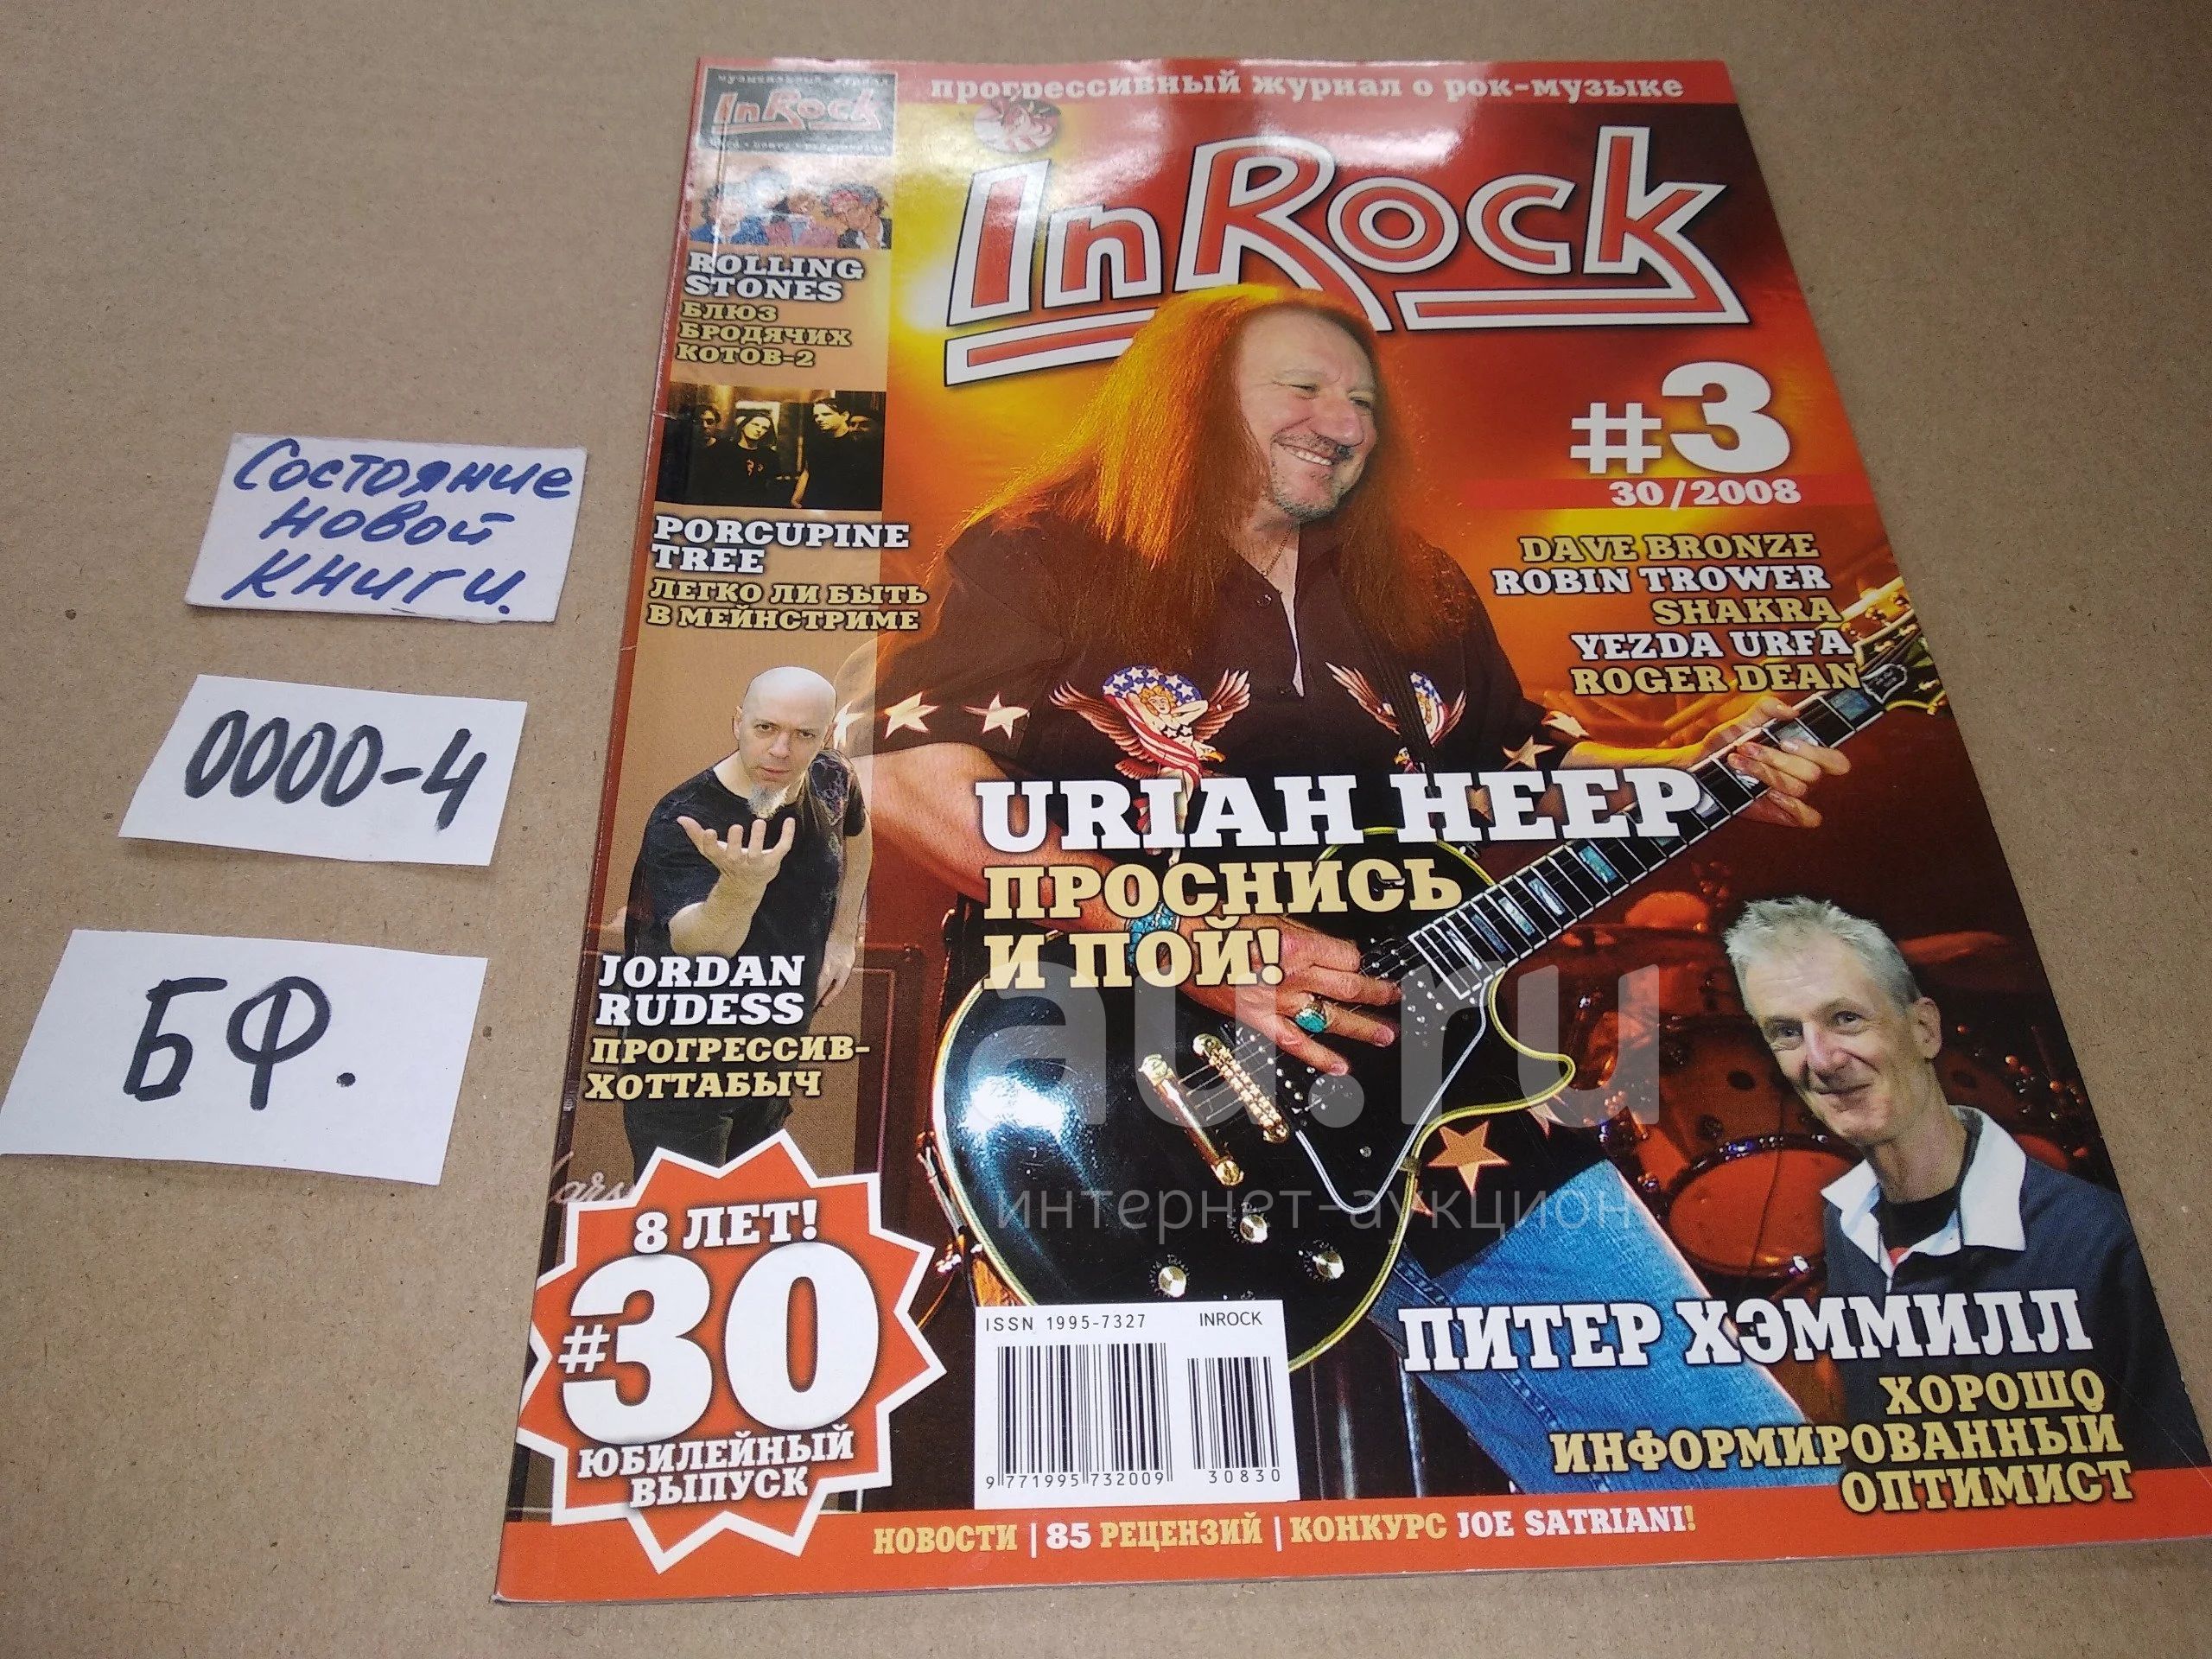 Состояние
новой
книги.
0000-4
БФ.
музыкальный журнал
InRock
прогрессивный журнал о рок-музыке
InRock
#3
30/2008
ROLLING
STONES
БЛЮЗ
БРОДЯЧИХ
КОТОВ-2
PORCUPINE
TREE
ЛЕГКО ЛИ БЫТЬ
В МЕЙНСТРИМЕ
DAVE BRONZE
ROBIN TROWER
SHAKRA
YEZDA URFA
ROGER DEAN
URIAH HEEP
ПРОСНИСЬ
И ПОЙ!
JORDAN
RUDESS
ПРОГРЕССИВ-
ХОТТАБЫЧ
au.ru
интернет-аукцион
8 ЛЕТ!
#30
ЮБИЛЕЙНЫЙ
ВЫПУСК
ISSN 1995-7327 INROCK
9 771995 732009 30830
ПИТЕР ХЭММИЛЛ
ХОРОШО
ИНФОРМИРОВАННЫЙ
ОПТИМИСТ
НОВОСТИ | 85 РЕЦЕНЗИЙ | КОНКУРС JOE SATRIANI!